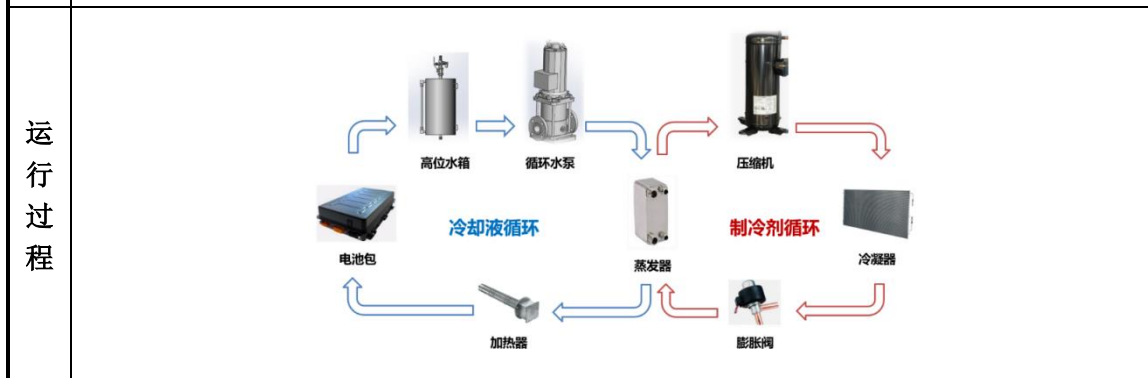 运
行
过
程
高位水箱
循环水泵
压缩机
电池包
冷却液循环
蒸发器
制冷剂循环
冷凝器
加热器
膨胀阀